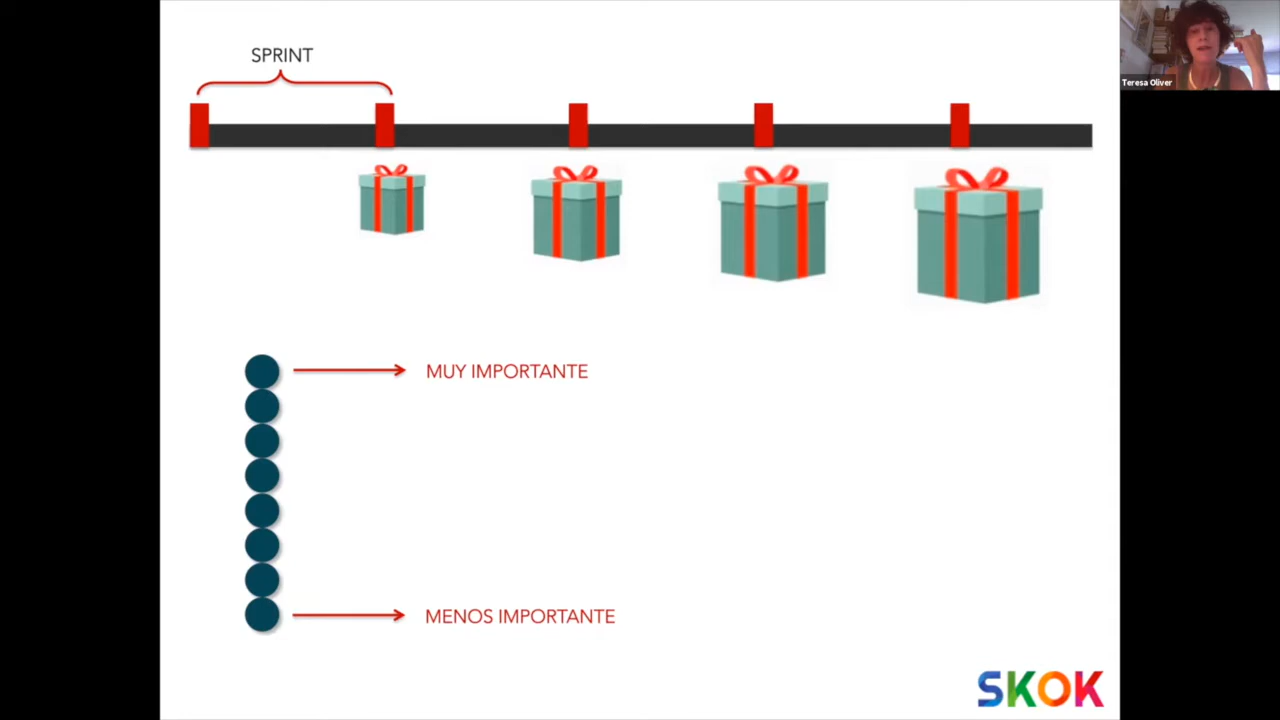 SPRINT
Teresa Oliver
MUY IMPORTANTE
MENOS IMPORTANTE
SKOK